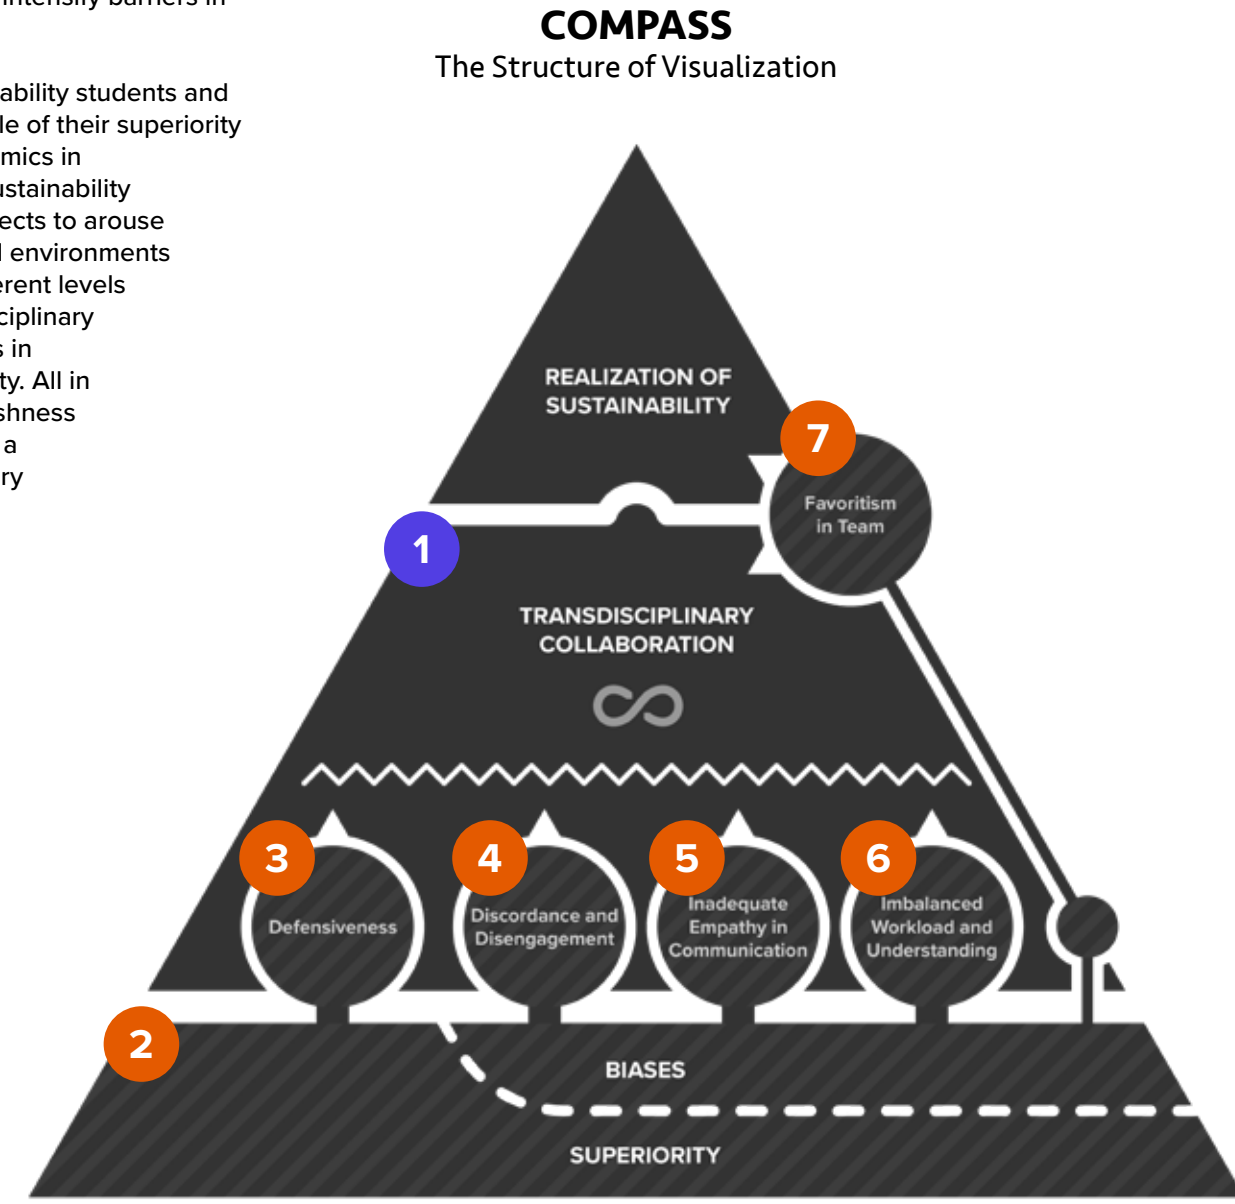 COMPASS
The Structure of Visualization
ability students and
le of their superiority
mics in
ustainability
ects to arouse
environments
erent levels
ciplinary
s in
ty. All in
shness
a
ry
REALIZATION OF
SUSTAINABILITY
7
Favoritism
in Team
1
TRANSDISCIPLINARY
COLLABORATION
3
Defensiveness
4
Discordance and
Disengagement
5
Inadequate
Empathy in
Communication
6
Imbalanced
Workload and
Understanding
2
BIASES
SUPERIORITY